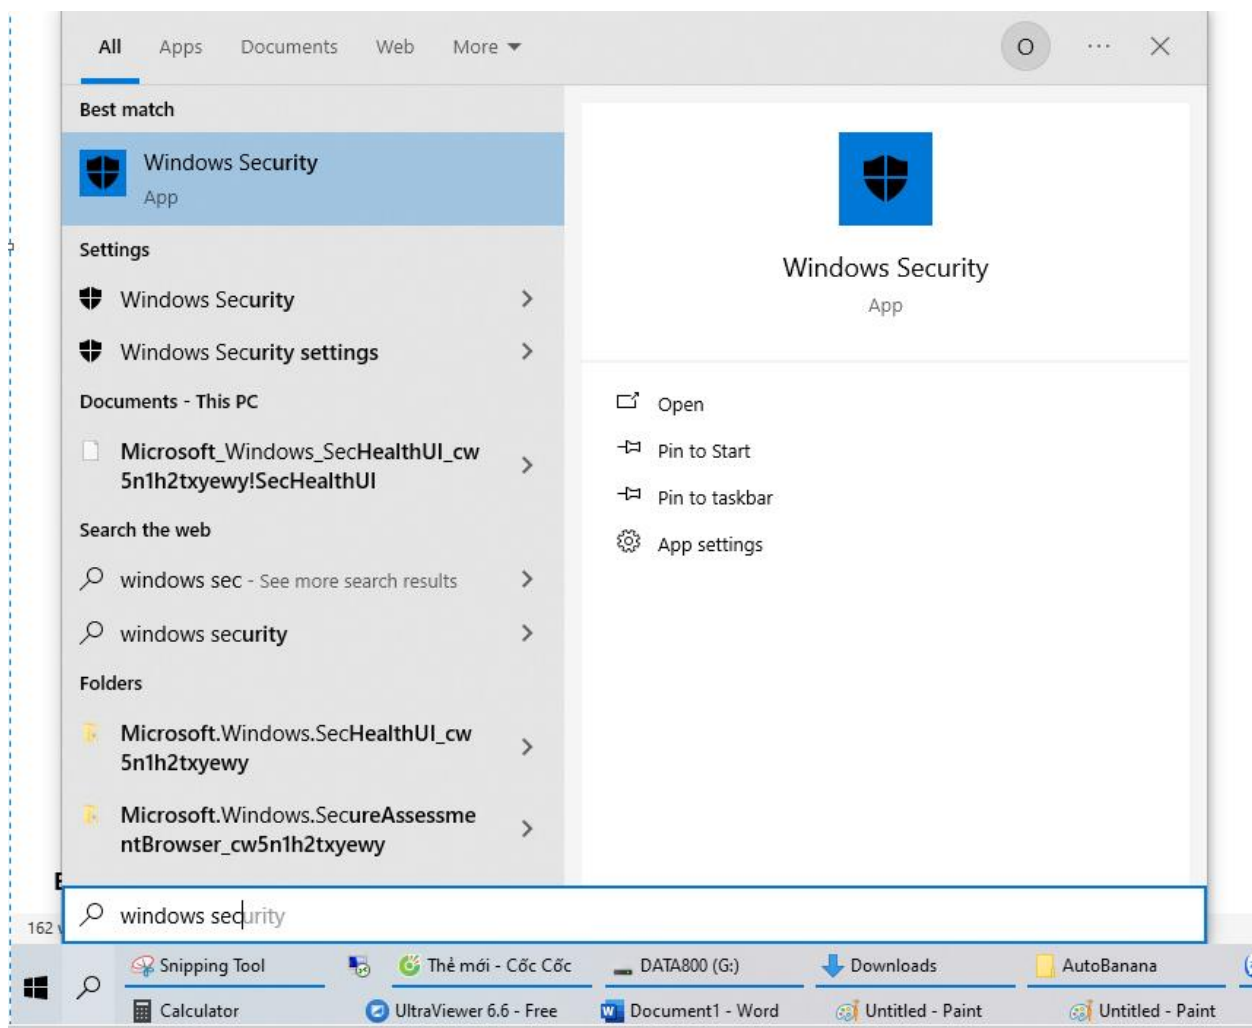 All Apps Documents Web More O
Best match
Windows Security
App
Settings
Windows Security
Windows Security settings
Documents - This PC
Microsoft_Windows_SecHealthUI_cw
5n1h2txyewy!SecHealthUI
Search the web
windows sec - See more search results
windows security
Folders
Microsoft.Windows.SecHealthUI_cw
5n1h2txyewy
Microsoft.Windows.SecureAssessme
ntBrowser_cw5n1h2txyewy
Windows Security
App
Open
Pin to Start
Pin to taskbar
App settings
windows security
162
Snipping Tool Thẻ mới - Cốc Cốc DATA800 (G:) Downloads AutoBanana
Calculator UltraViewer 6.6 - Free Document1 - Word Untitled - Paint Untitled - Paint